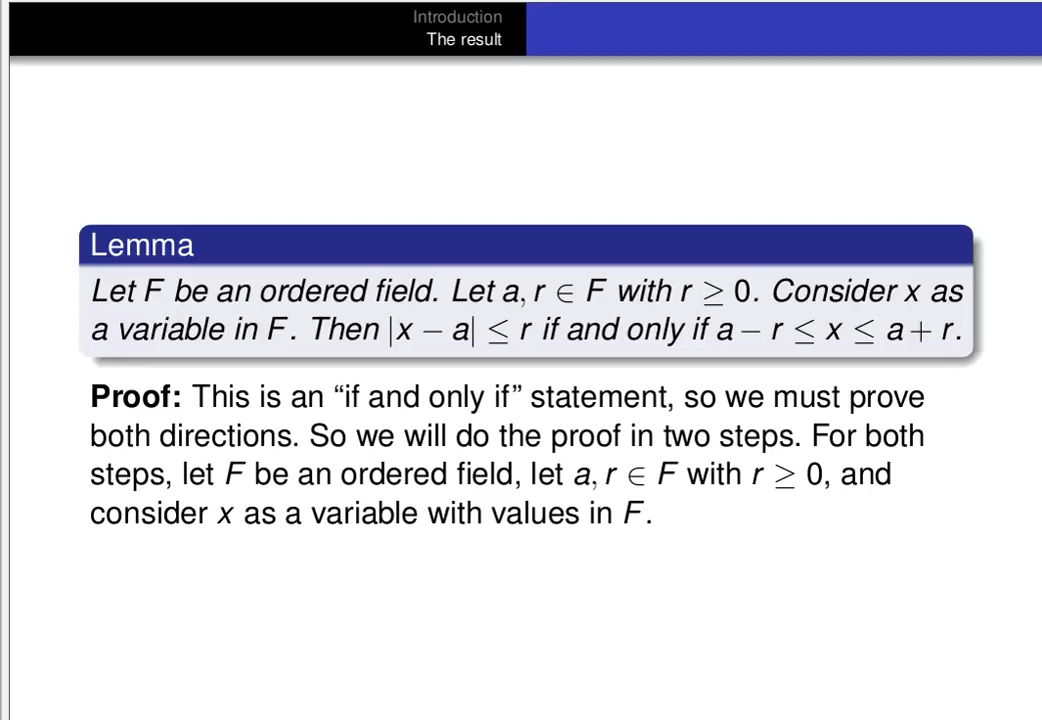 Introduction
The result
Lemma
Let F be an ordered field. Let a, r ∈ F with r ≥ 0. Consider x as
a variable in F. Then |x − a| ≤ r if and only if a − r ≤ x ≤ a + r.
Proof: This is an “if and only if” statement, so we must prove
both directions. So we will do the proof in two steps. For both
steps, let F be an ordered field, let a, r ∈ F with r ≥ 0, and
consider x as a variable with values in F.